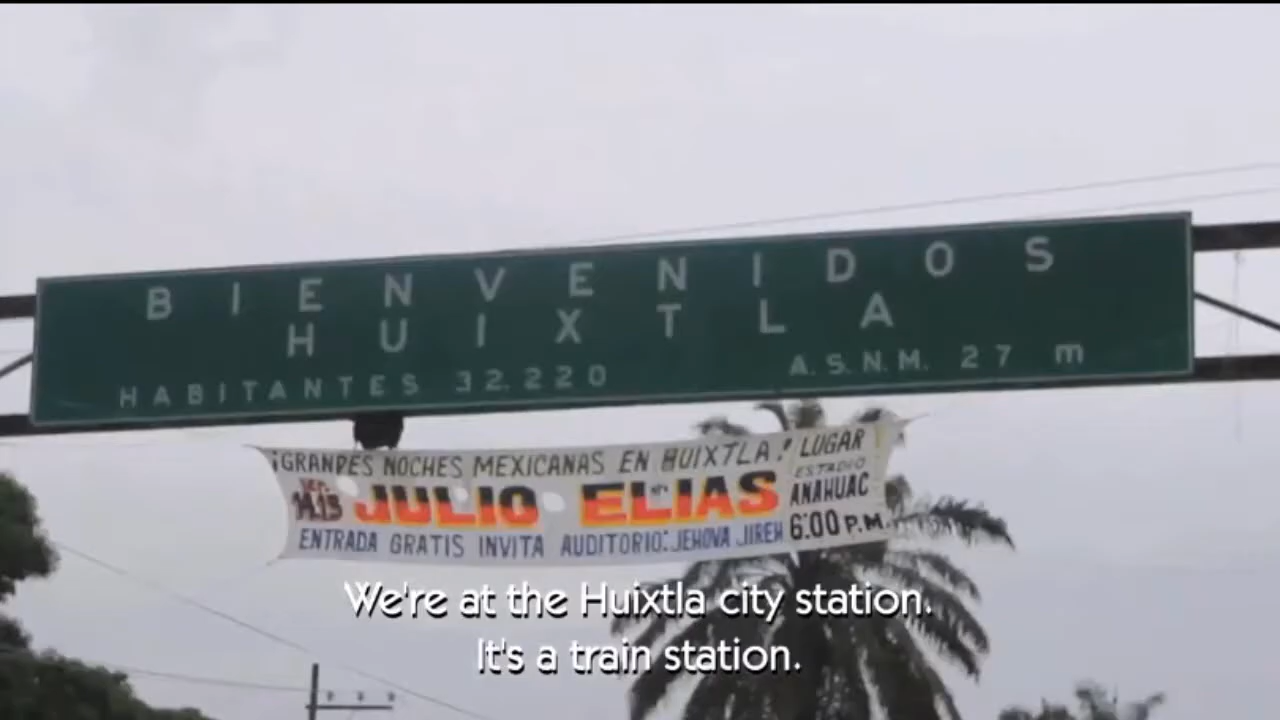 BIENVENIDOS
HUIXTLA
HABITANTES 32.220 A.S.N.M. 27 m
¡GRANDES NOCHES MEXICANAS EN HUIXTLA!
LUGAR
ESTADIO
ANAHUAC
6:00 P.M.
JULIO ELIAS
ENTRADA GRATIS INVITA AUDITORIO: JEHOVA JIREH
We're at the Huixtla city station.
It's a train station.